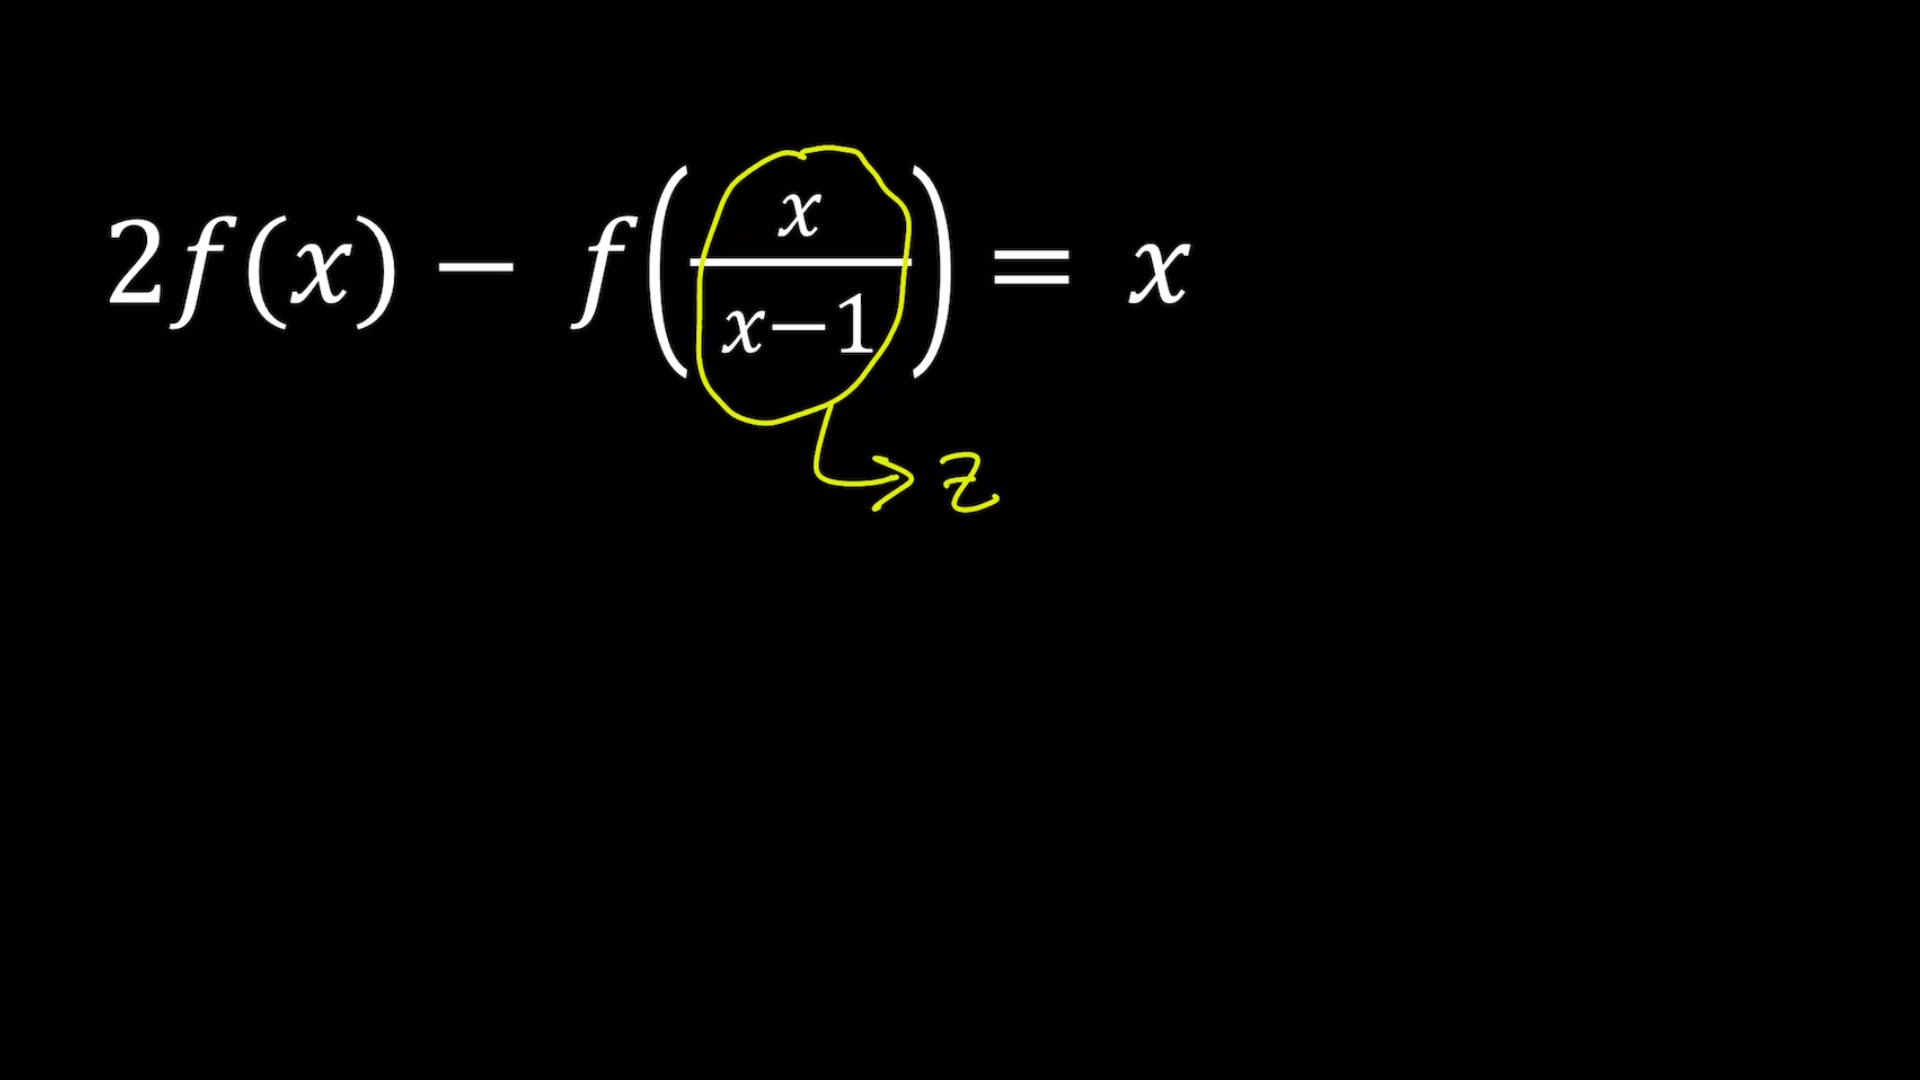 2f(x) − f(x/(x−1)) = x
z